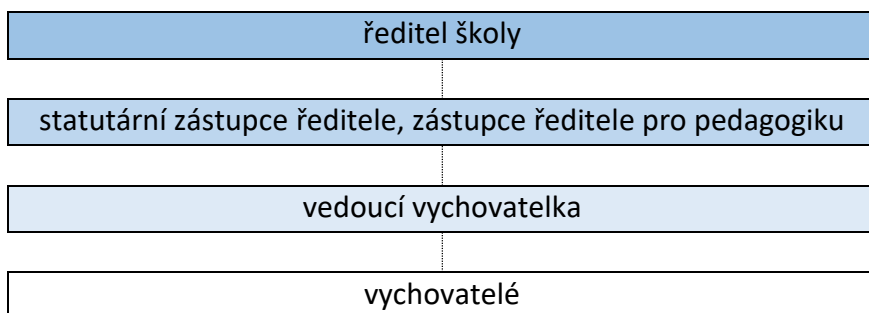 ředitel školy
statutární zástupce ředitele, zástupce ředitele pro pedagogiku
vedoucí vychovatelka
vychovatelé